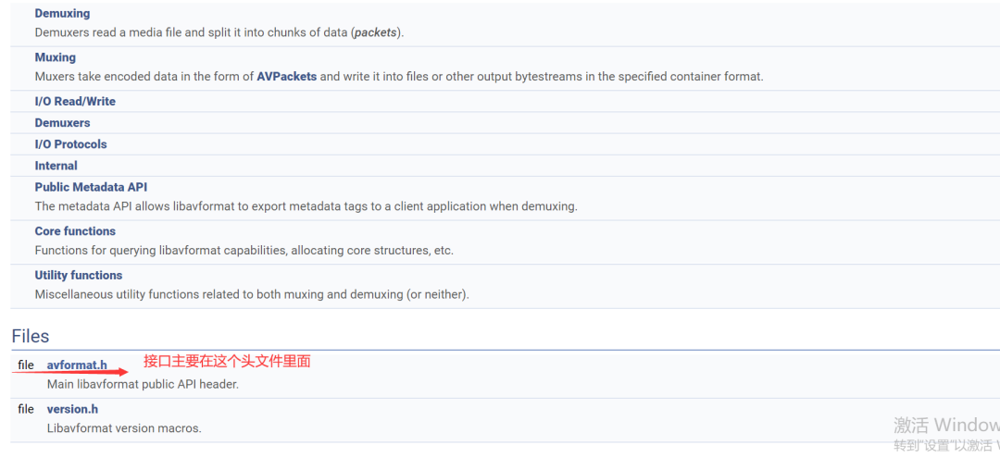 Demuxing
Demuxers read a media file and split it into chunks of data (packets).
Muxing
Muxers take encoded data in the form of AVPackets and write it into files or other output bytestreams in the specified container format.
I/O Read/Write
Demuxers
I/O Protocols
Internal
Public Metadata API
The metadata API allows libavformat to export metadata tags to a client application when demuxing.
Core functions
Functions for querying libavformat capabilities, allocating core structures, etc.
Utility functions
Miscellaneous utility functions related to both muxing and demuxing (or neither).
Files
file avformat.h 接口主要在这个头文件里面
Main libavformat public API header.
file version.h
Libavformat version macros.
激活 Window
转到"设置"以激活